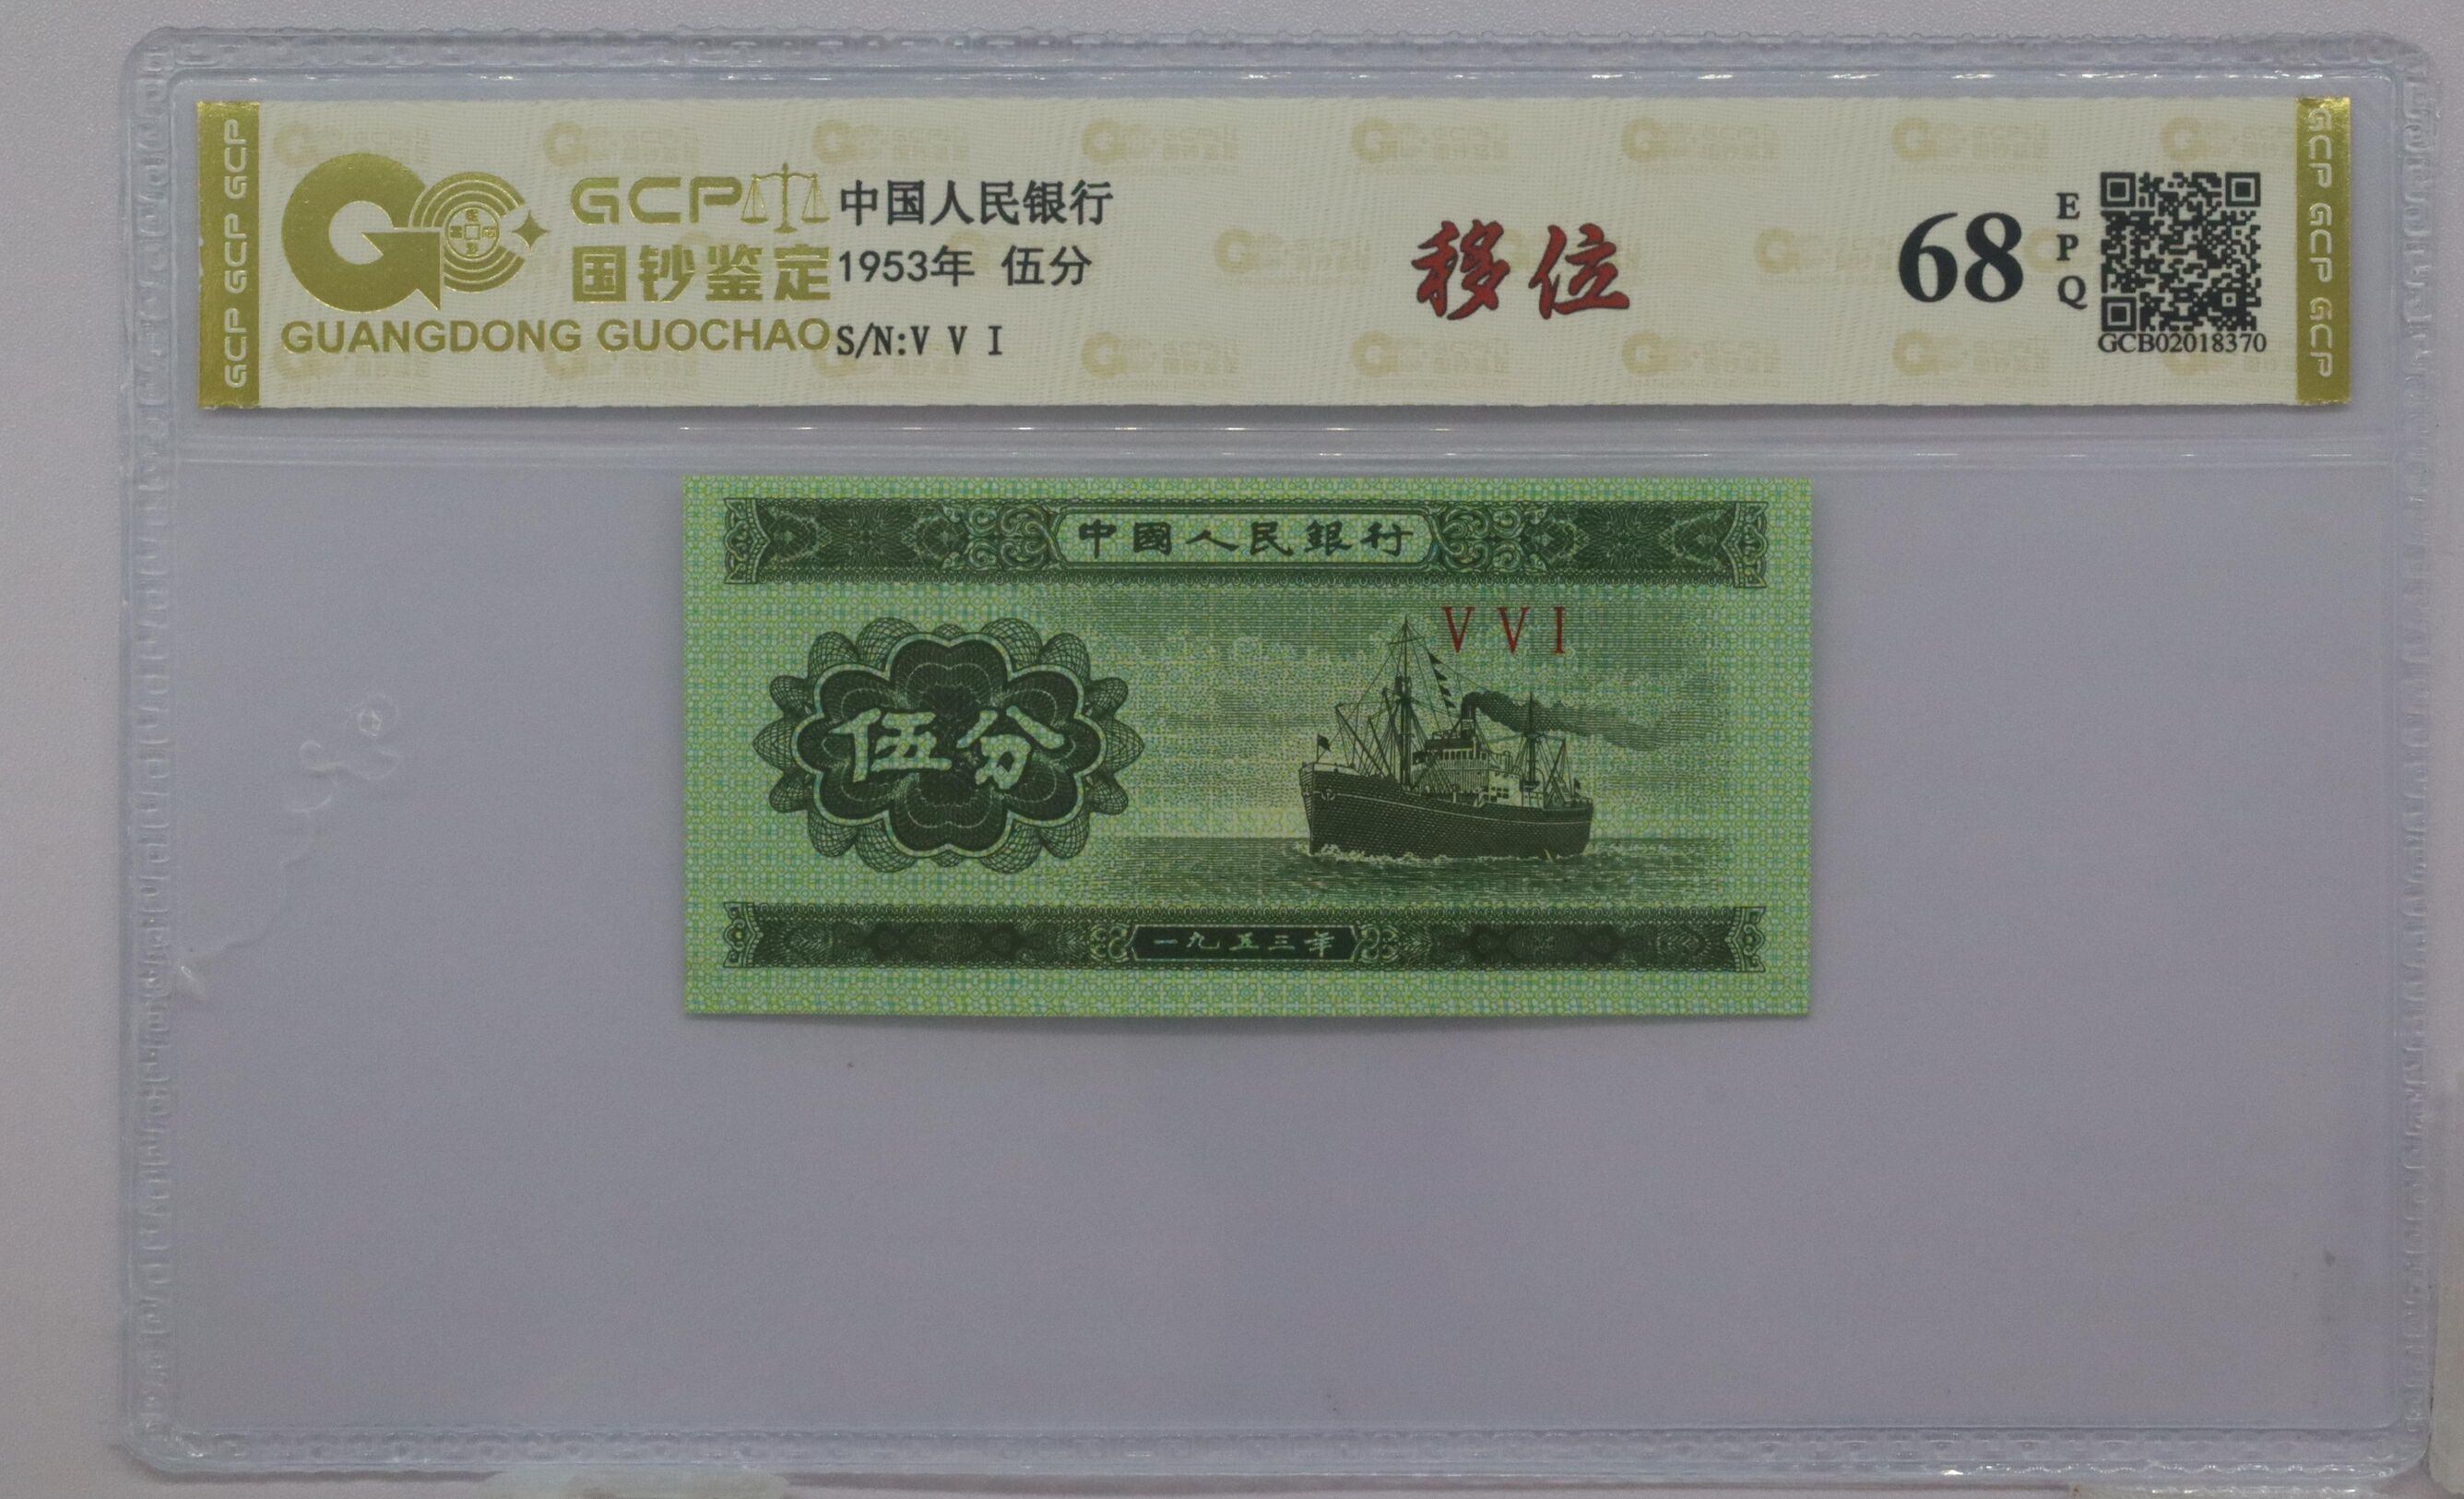 GCP GCP GCP
GCP
国钞鉴定
GUANGDONG GUOCHAO
中国人民银行
1953年 伍分
S/N:V V I
移位
68
E
P
Q
GCB02018370
GCP GCP GCP
中國人民銀行
V V I
伍分
一九五三年